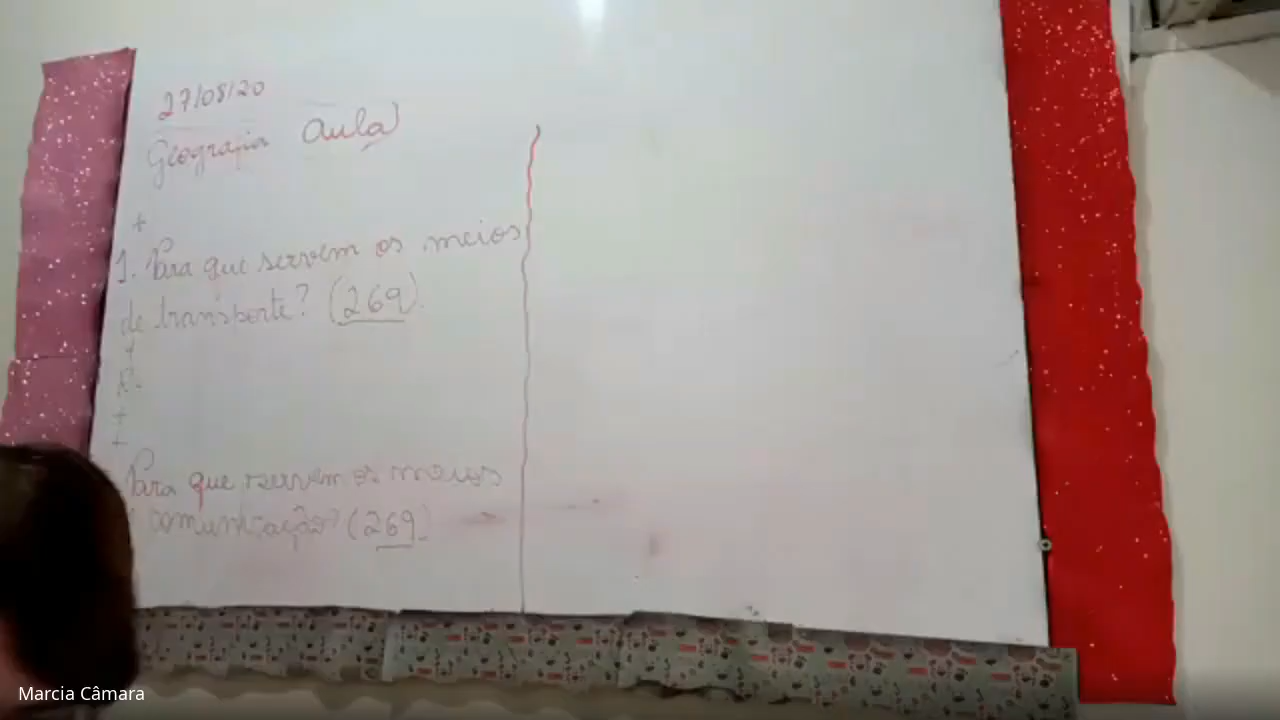 27/08/20
Geografia Aula
+
1. Para que servem os meios
de transporte? (269).
+
R.
+
+
Para que servem os meios
comunicação? (269)
Marcia Câmara